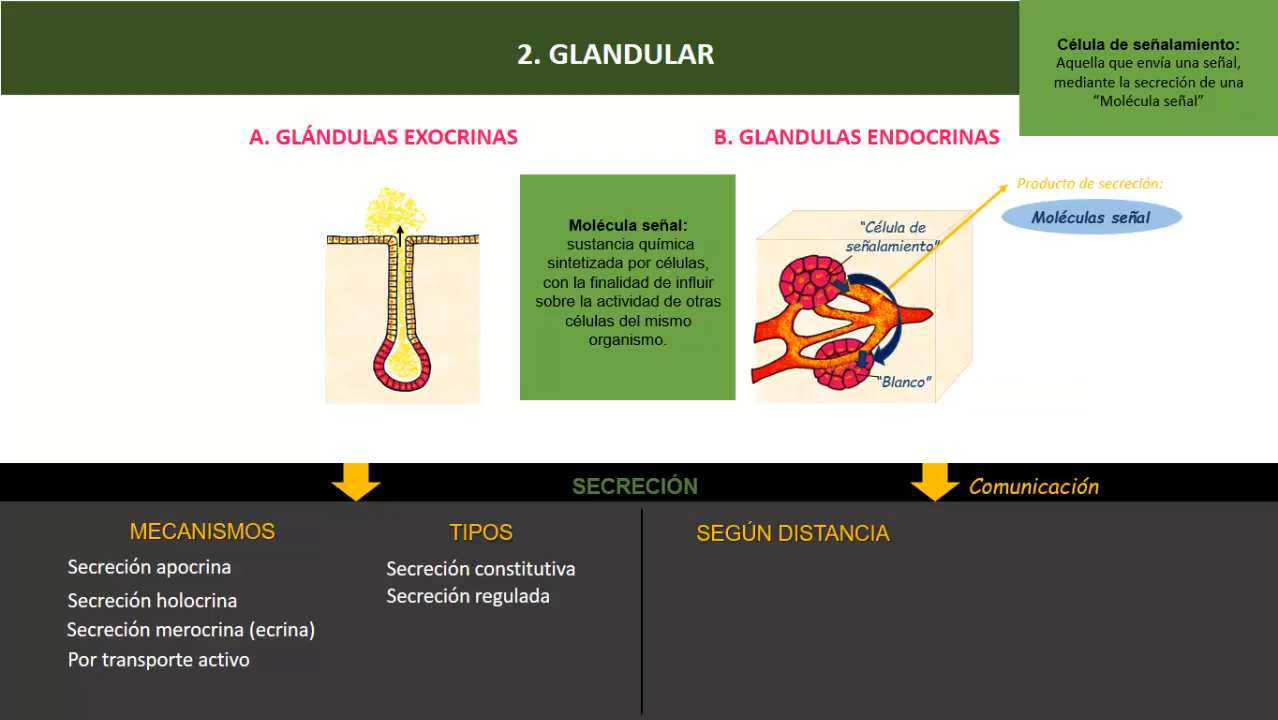 2. GLANDULAR
Célula de señalamiento:
Aquella que envía una señal,
mediante la secreción de una
“Molécula señal”
A. GLÁNDULAS EXOCRINAS
B. GLANDULAS ENDOCRINAS
Molécula señal:
sustancia química
sintetizada por células,
con la finalidad de influir
sobre la actividad de otras
células del mismo
organismo.
“Célula de
señalamiento”
“Blanco”
Producto de secreción:
Moléculas señal
SECRECIÓN
Comunicación
MECANISMOS
Secreción apocrina
Secreción holocrina
Secreción merocrina (ecrina)
Por transporte activo
TIPOS
Secreción constitutiva
Secreción regulada
SEGÚN DISTANCIA